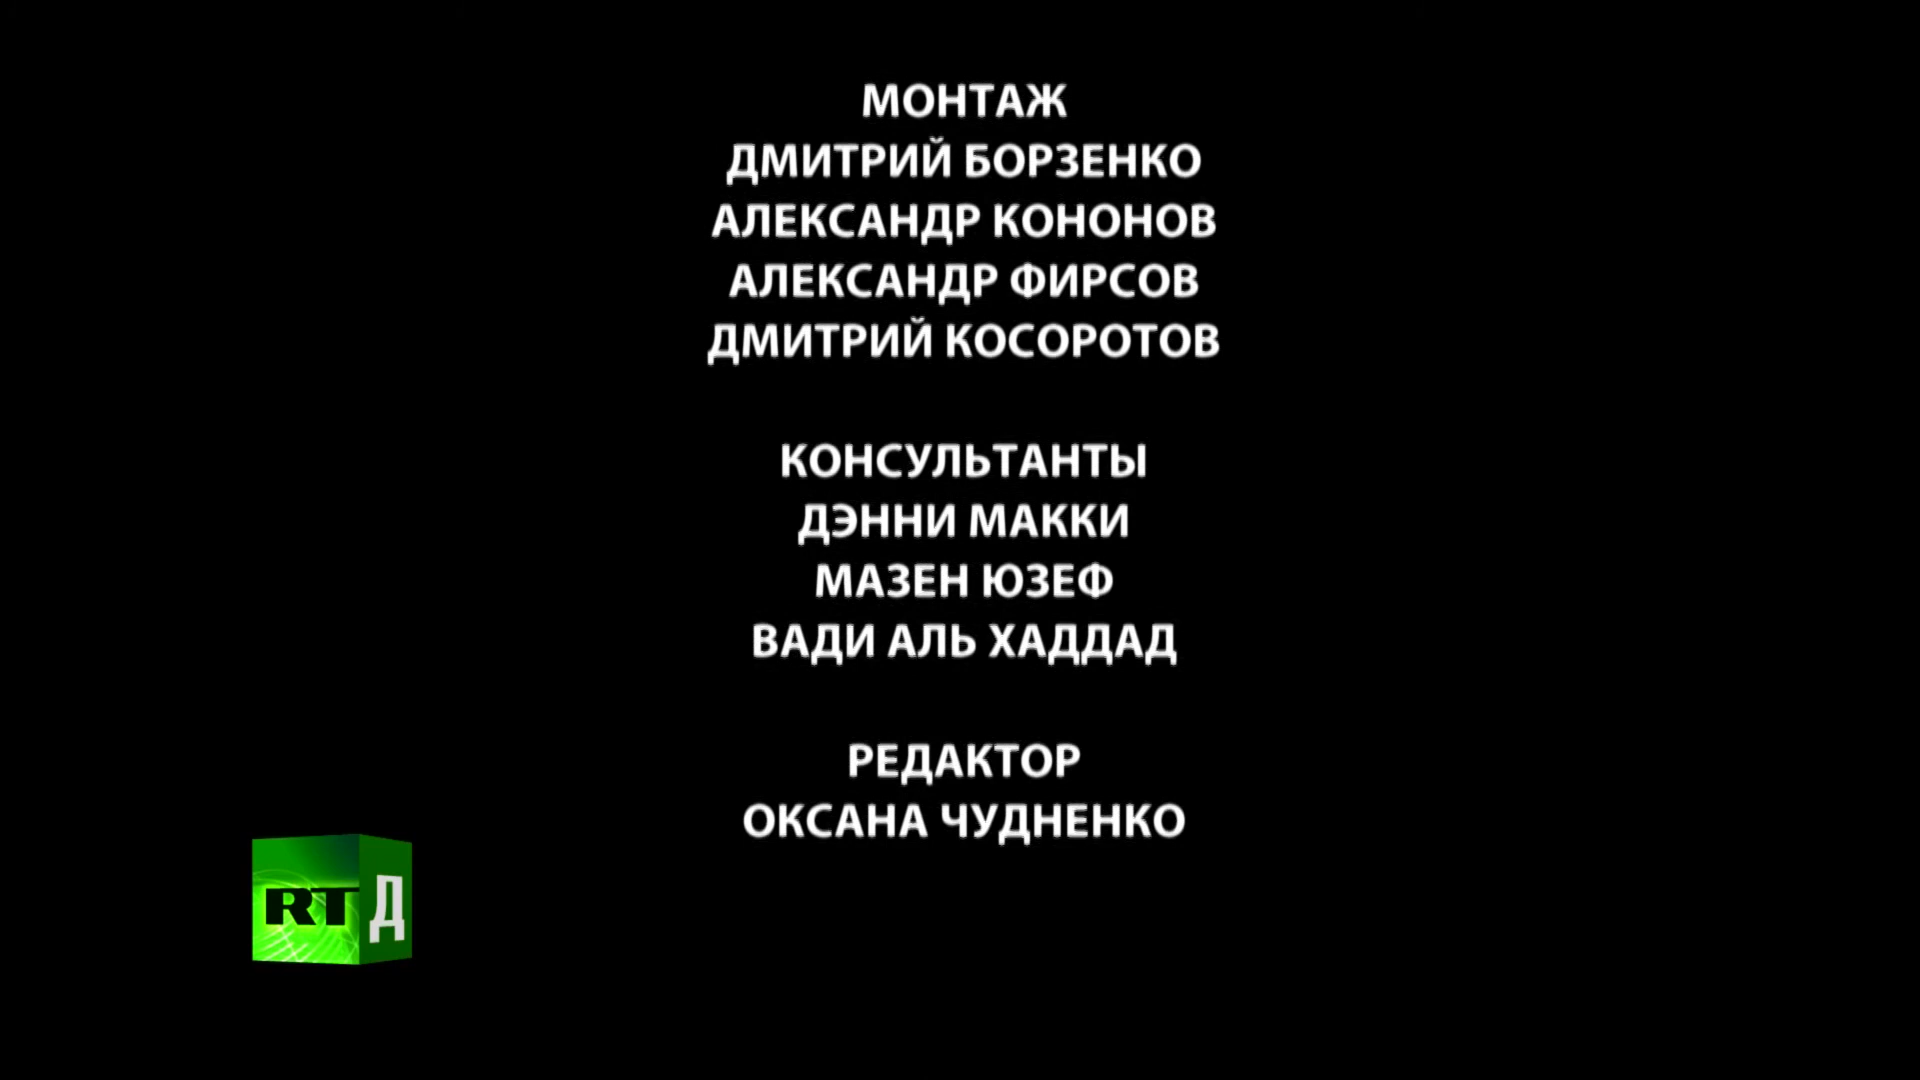 МОНТАЖ
ДМИТРИЙ БОРЗЕНКО
АЛЕКСАНДР КОНОНОВ
АЛЕКСАНДР ФИРСОВ
ДМИТРИЙ КОСОРОТОВ
КОНСУЛЬТАНТЫ
ДЭННИ МАККИ
МАЗЕН ЮЗЕФ
ВАДИ АЛЬ ХАДДАД
РЕДАКТОР
ОКСАНА ЧУДНЕНКО
RT Д